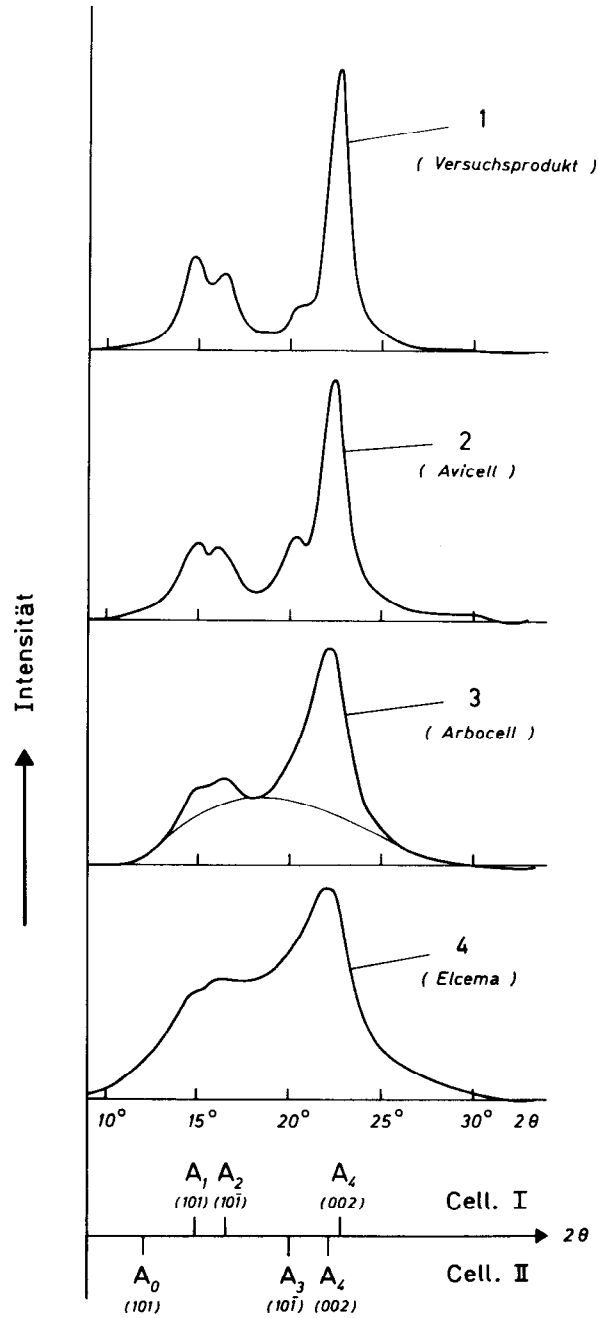 1
( Versuchsprodukt )
2
( Avicell )
Intensität
3
( Arbocell )
4
( Elcema )
10° 15° 20° 25° 30° 2θ
A₁ A₂ A₄
(101) (101̄) (002)
Cell. I
2θ
A₀ A₃ A₄
(101) (101̄) (002)
Cell. II